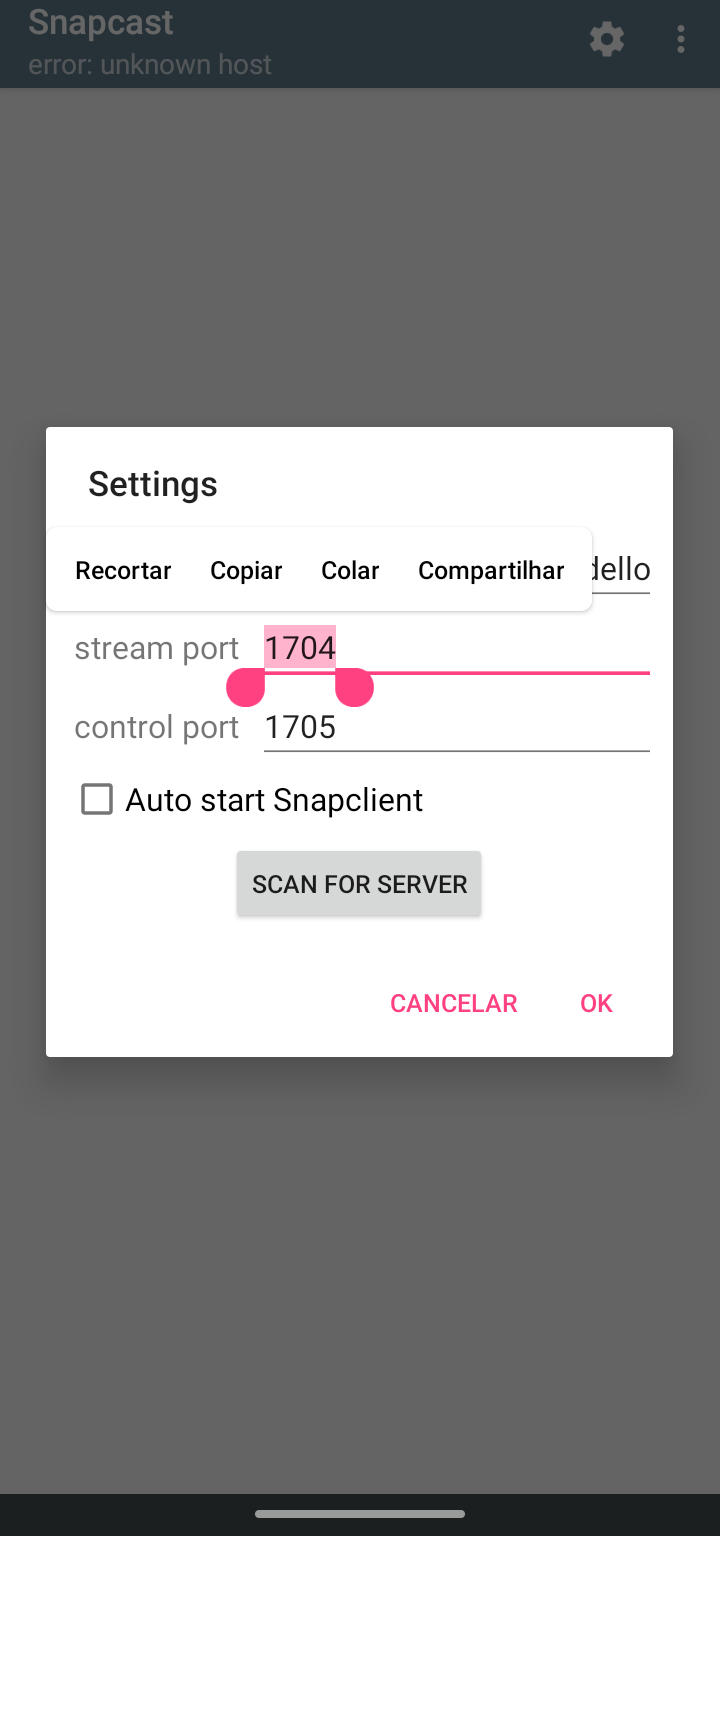 Snapcast
error: unknown host
Settings
Recortar Copiar Colar Compartilhar
dello
stream port 1704
control port 1705
Auto start Snapclient
SCAN FOR SERVER
CANCELAR OK